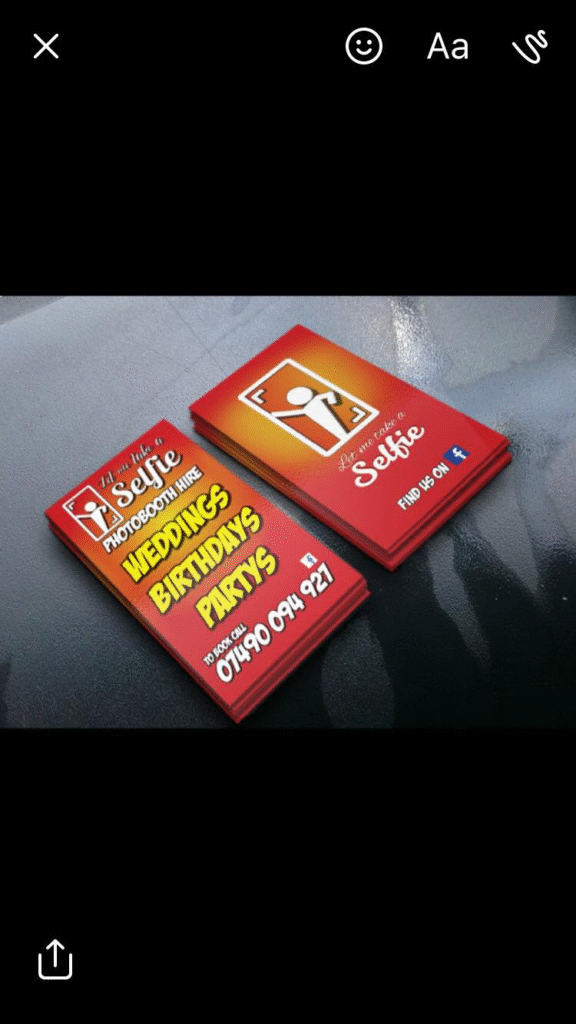 Aa
Let me take a
Selfie
PHOTOBOOTH HIRE
WEDDINGS
BIRTHDAYS
PARTYS
TO BOOK CALL
07490 094 927
f
Let me take a
Selfie
FIND US ON f